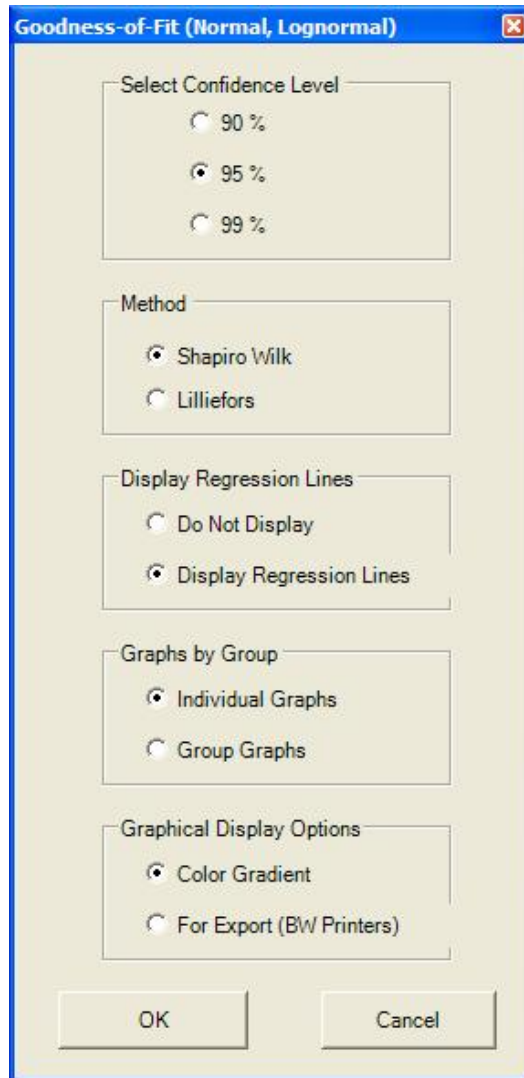 Goodness-of-Fit (Normal, Lognormal)
Select Confidence Level
90 %
95 %
99 %
Method
Shapiro Wilk
Lilliefors
Display Regression Lines
Do Not Display
Display Regression Lines
Graphs by Group
Individual Graphs
Group Graphs
Graphical Display Options
Color Gradient
For Export (BW Printers)
OK Cancel